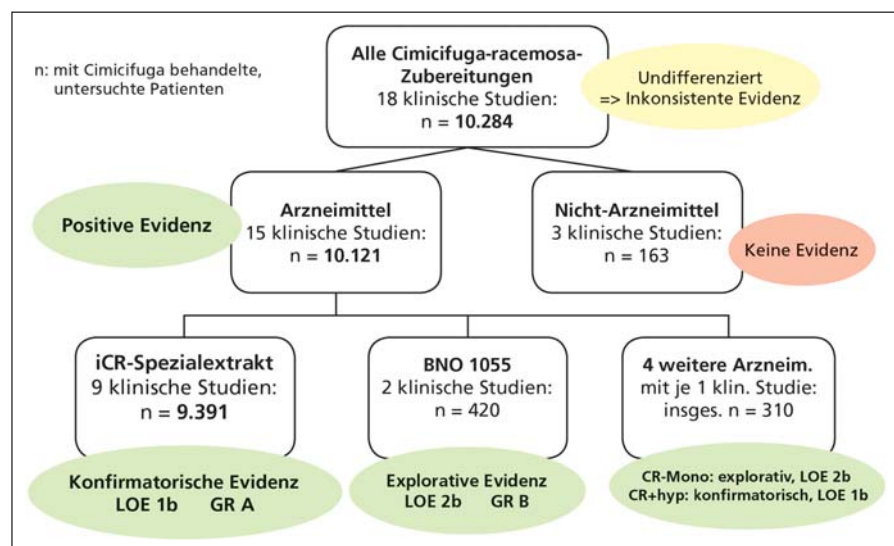 n: mit Cimicifuga behandelte,
untersuchte Patienten
Alle Cimicifuga-racemosa-
Zubereitungen
18 klinische Studien:
n = 10.284
Undifferenziert
=> Inkonsistente Evidenz
Positive Evidenz
Arzneimittel
15 klinische Studien:
n = 10.121
Nicht-Arzneimittel
3 klinische Studien:
n = 163
Keine Evidenz
iCR-Spezialextrakt
9 klinische Studien:
n = 9.391
BNO 1055
2 klinische Studien:
n = 420
4 weitere Arzneim.
mit je 1 klin. Studie:
insges. n = 310
Konfirmatorische Evidenz
LOE 1b GR A
Explorative Evidenz
LOE 2b GR B
CR-Mono: explorativ, LOE 2b
CR+hyp: konfirmatorisch, LOE 1b